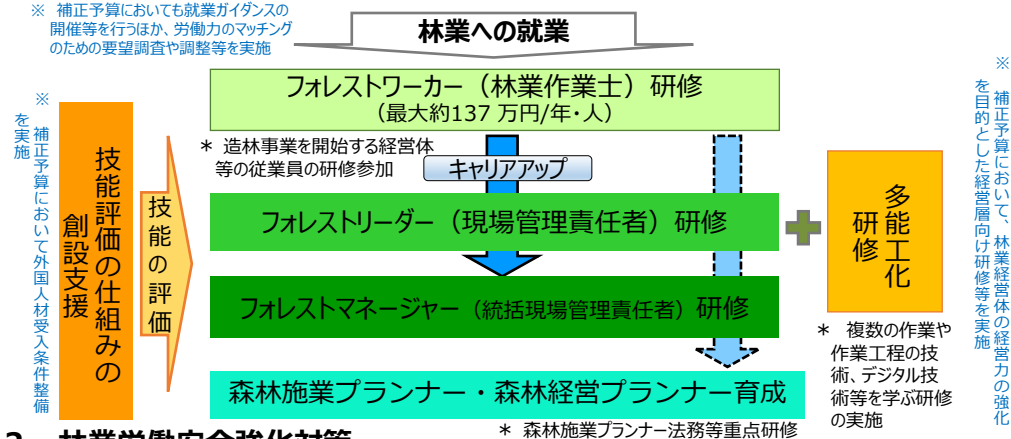 ※ 補正予算においても就業ガイダンスの
開催等を行うほか、労働力のマッチング
のための要望調査や調整等を実施
林業への就業
フォレストワーカー（林業作業士）研修
（最大約137 万円/年・人）
＊ 造林事業を開始する経営体
等の従業員の研修参加
キャリアアップ
フォレストリーダー（現場管理責任者）研修
フォレストマネージャー（統括現場管理責任者）研修
森林施業プランナー・森林経営プランナー育成
＊ 森林施業プランナー法務等重点研修
※ 補正予算において外国人材受入条件整備
を実施
技能評価の仕組みの
創設支援
技能の評価
多能工化
研修
＊ 複数の作業や
作業工程の技
術、デジタル技
術等を学ぶ研修
の実施
※ 補正予算において、林業経営体の経営力の強化
を目的とした経営層向け研修等を実施
2 林業労働安全強化対策